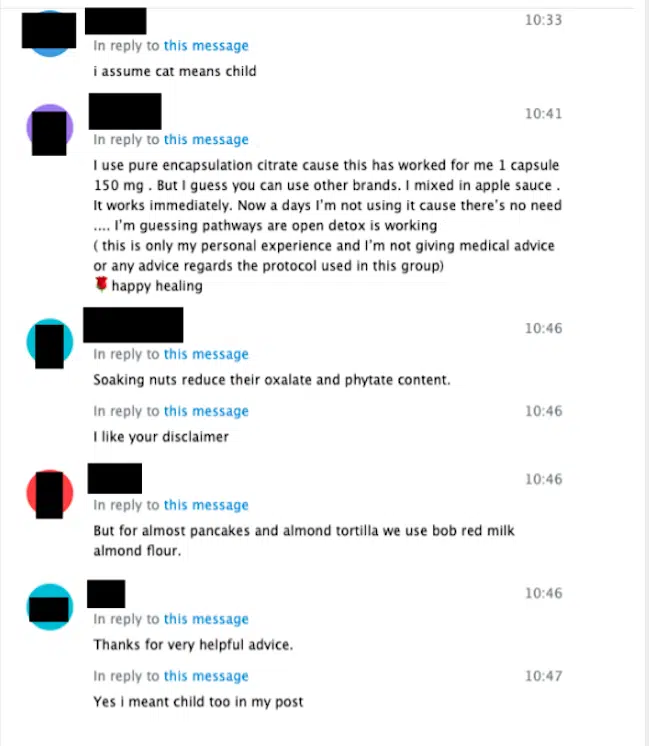 10:33
In reply to this message
i assume cat means child
10:41
In reply to this message
I use pure encapsulation citrate cause this has worked for me 1 capsule
150 mg . But I guess you can use other brands. I mixed in apple sauce .
It works immediately. Now a days I'm not using it cause there's no need
.... I'm guessing pathways are open detox is working
( this is only my personal experience and I'm not giving medical advice
or any advice regards the protocol used in this group)
🌹happy healing
10:46
In reply to this message
Soaking nuts reduce their oxalate and phytate content.
In reply to this message 10:46
I like your disclaimer
10:46
In reply to this message
But for almost pancakes and almond tortilla we use bob red milk
almond flour.
10:46
In reply to this message
Thanks for very helpful advice.
In reply to this message 10:47
Yes i meant child too in my post